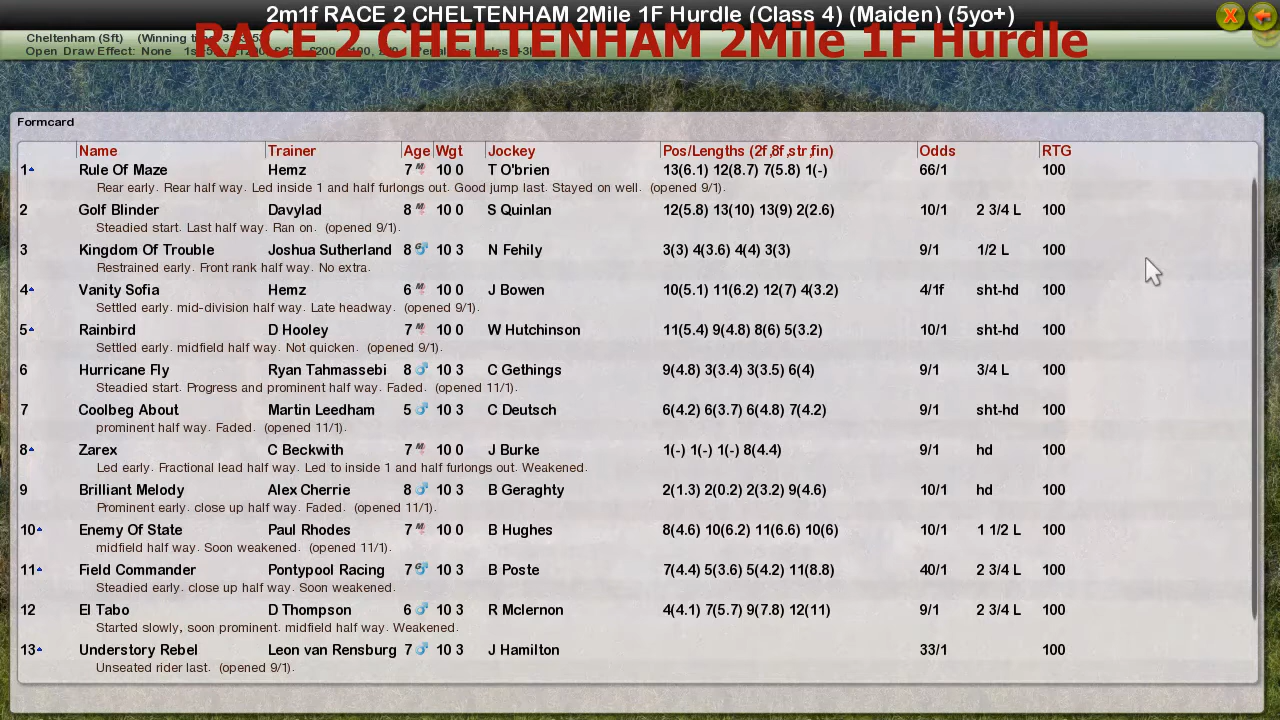 2m1f RACE 2 CHELTENHAM 2Mile 1F Hurdle (Class 4) (Maiden) (5yo+)
RACE 2 CHELTENHAM 2Mile 1F Hurdle
Cheltenham (Sft) (Winning time
Open Draw Effect: None
Formcard
Name Trainer Age Wgt Jockey Pos/Lengths (2f,8f,str,fin) Odds RTG
1 Rule Of Maze Hemz 7 10 0 T O'brien 13(6.1) 12(8.7) 7(5.8) 1(-) 66/1 100
Rear early. Rear half way. Led inside 1 and half furlongs out. Good jump last. Stayed on well. (opened 9/1).
2 Golf Blinder Davylad 8 10 0 S Quinlan 12(5.8) 13(10) 13(9) 2(2.6) 10/1 2 3/4 L 100
Steadied start. Last half way. Ran on. (opened 9/1).
3 Kingdom Of Trouble Joshua Sutherland 8 10 3 N Fehily 3(3) 4(3.6) 4(4) 3(3) 9/1 1/2 L 100
Restrained early. Front rank half way. No extra.
4 Vanity Sofia Hemz 6 10 0 J Bowen 10(5.1) 11(6.2) 12(7) 4(3.2) 4/1f sht-hd 100
Settled early. mid-division half way. Late headway. (opened 9/1).
5 Rainbird D Hooley 7 10 0 W Hutchinson 11(5.4) 9(4.8) 8(6) 5(3.2) 10/1 sht-hd 100
Settled early. midfield half way. Not quicken. (opened 9/1).
6 Hurricane Fly Ryan Tahmassebi 8 10 3 C Gethings 9(4.8) 3(3.4) 3(3.5) 6(4) 9/1 3/4 L 100
Steadied start. Progress and prominent half way. Faded. (opened 11/1).
7 Coolbeg About Martin Leedham 5 10 3 C Deutsch 6(4.2) 6(3.7) 6(4.8) 7(4.2) 9/1 sht-hd 100
prominent half way. Faded. (opened 11/1).
8 Zarex C Beckwith 7 10 0 J Burke 1(-) 1(-) 1(-) 8(4.4) 9/1 hd 100
Led early. Fractional lead half way. Led to inside 1 and half furlongs out. Weakened.
9 Brilliant Melody Alex Cherrie 8 10 3 B Geraghty 2(1.3) 2(0.2) 2(3.2) 9(4.6) 10/1 hd 100
Prominent early. close up half way. Faded. (opened 11/1).
10 Enemy Of State Paul Rhodes 7 10 0 B Hughes 8(4.6) 10(6.2) 11(6.6) 10(6) 10/1 1 1/2 L 100
midfield half way. Soon weakened. (opened 11/1).
11 Field Commander Pontypool Racing 7 10 3 B Poste 7(4.4) 5(3.6) 5(4.2) 11(8.8) 40/1 2 3/4 L 100
Steadied early. close up half way. Soon weakened.
12 El Tabo D Thompson 6 10 3 R Mclernon 4(4.1) 7(5.7) 9(7.8) 12(11) 9/1 2 3/4 L 100
Started slowly, soon prominent. midfield half way. Weakened.
13 Understory Rebel Leon van Rensburg 7 10 3 J Hamilton 33/1 100
Unseated rider last. (opened 9/1).